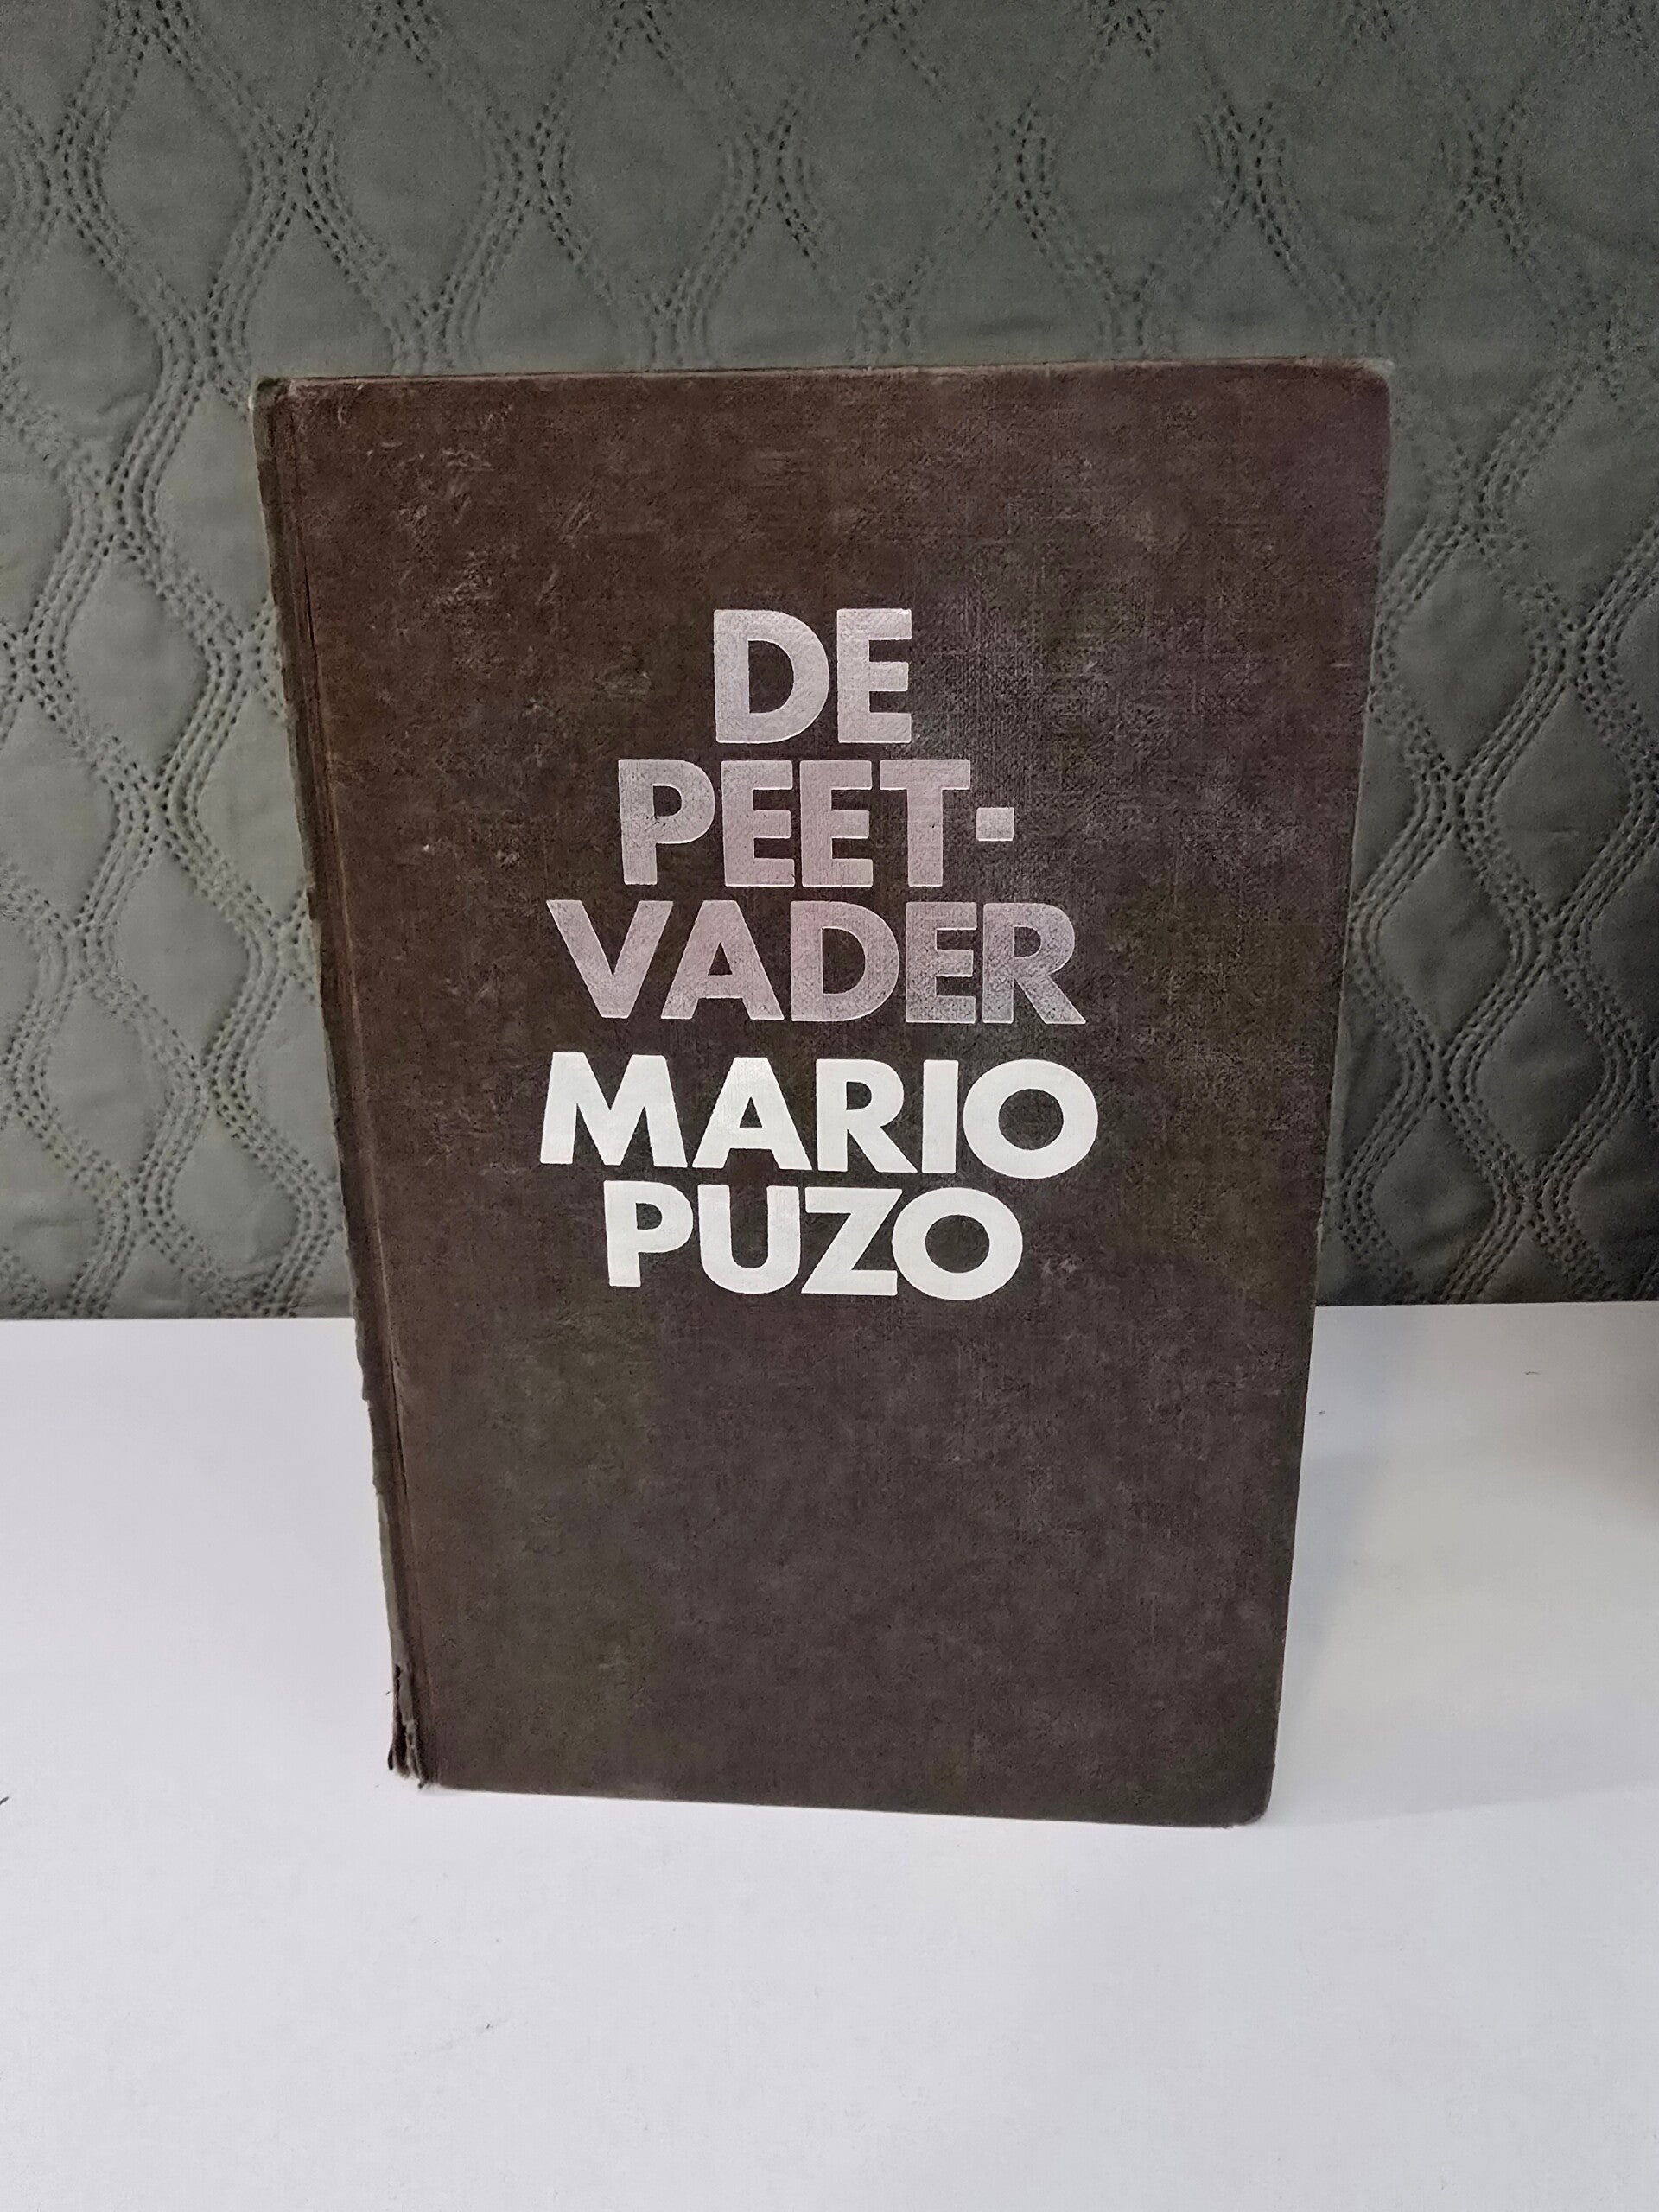 DE
PEET-
VADER
MARIO
PUZO